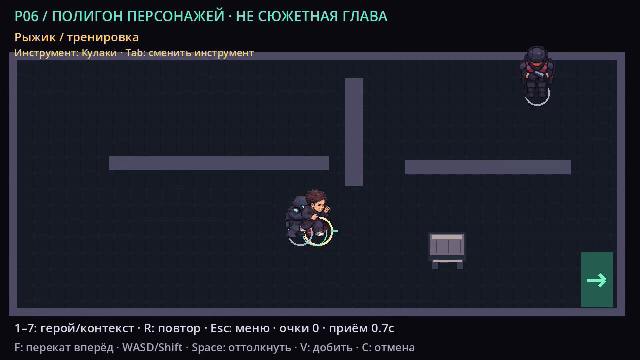 P06 / ПОЛИГОН ПЕРСОНАЖЕЙ · НЕ СЮЖЕТНАЯ ГЛАВА
Рыжик / тренировка
Инструмент: Кулаки · Tab: сменить инструмент
1–7: герой/контекст · R: повтор · Esc: меню · очки 0 · приём 0.7с
F: перекат вперёд · WASD/Shift · Space: оттолкнуть · V: добить · C: отмена